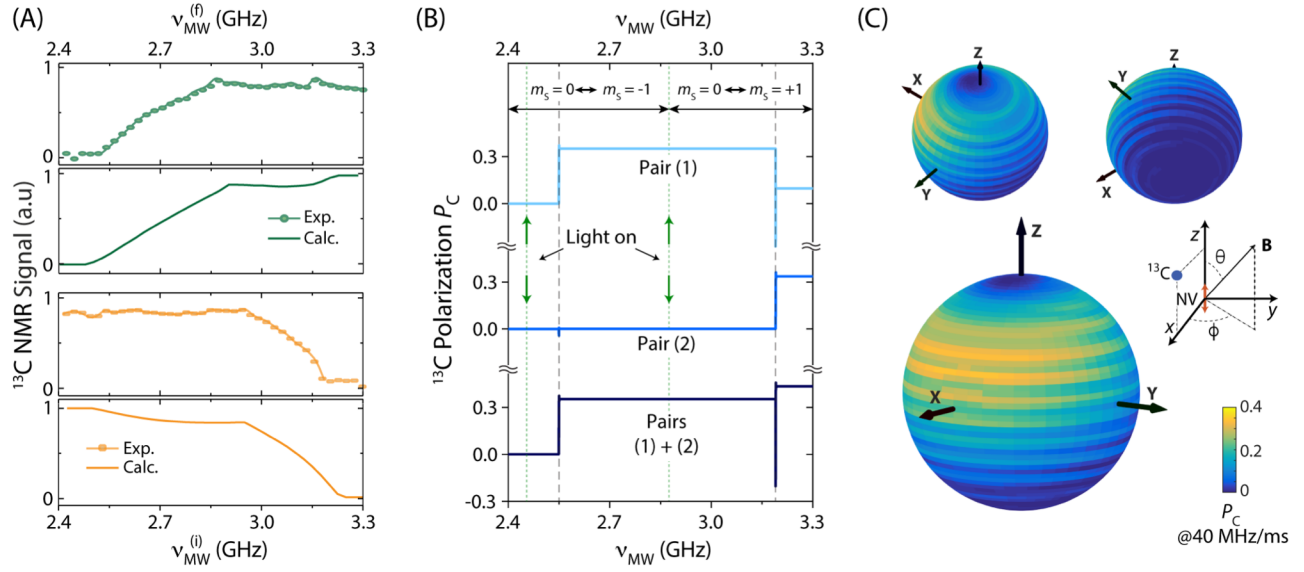 (A)
ν_MW^(f) (GHz)
2.4 2.7 3.0 3.3
1
0
1
Exp.
Calc.
0
1
0
1
Exp.
Calc.
0
¹³C NMR Signal (a.u)
2.4 2.7 3.0 3.3
ν_MW^(i) (GHz)
(B)
ν_MW (GHz)
2.4 2.7 3.0 3.3
m_S = 0 ↔ m_S = -1
m_S = 0 ↔ m_S = +1
0.3
Pair (1)
0.0
Light on
0.3
0.0
Pair (2)
0.3
Pairs
(1) + (2)
0.0
-0.3
¹³C Polarization P_C
2.4 2.7 3.0 3.3
ν_MW (GHz)
(C)
Z
X
Y
Z
Y
X
Z
X
Y
z
B
θ
¹³C
NV
y
x
ϕ
0.4
0.2
0
P_C
@40 MHz/ms